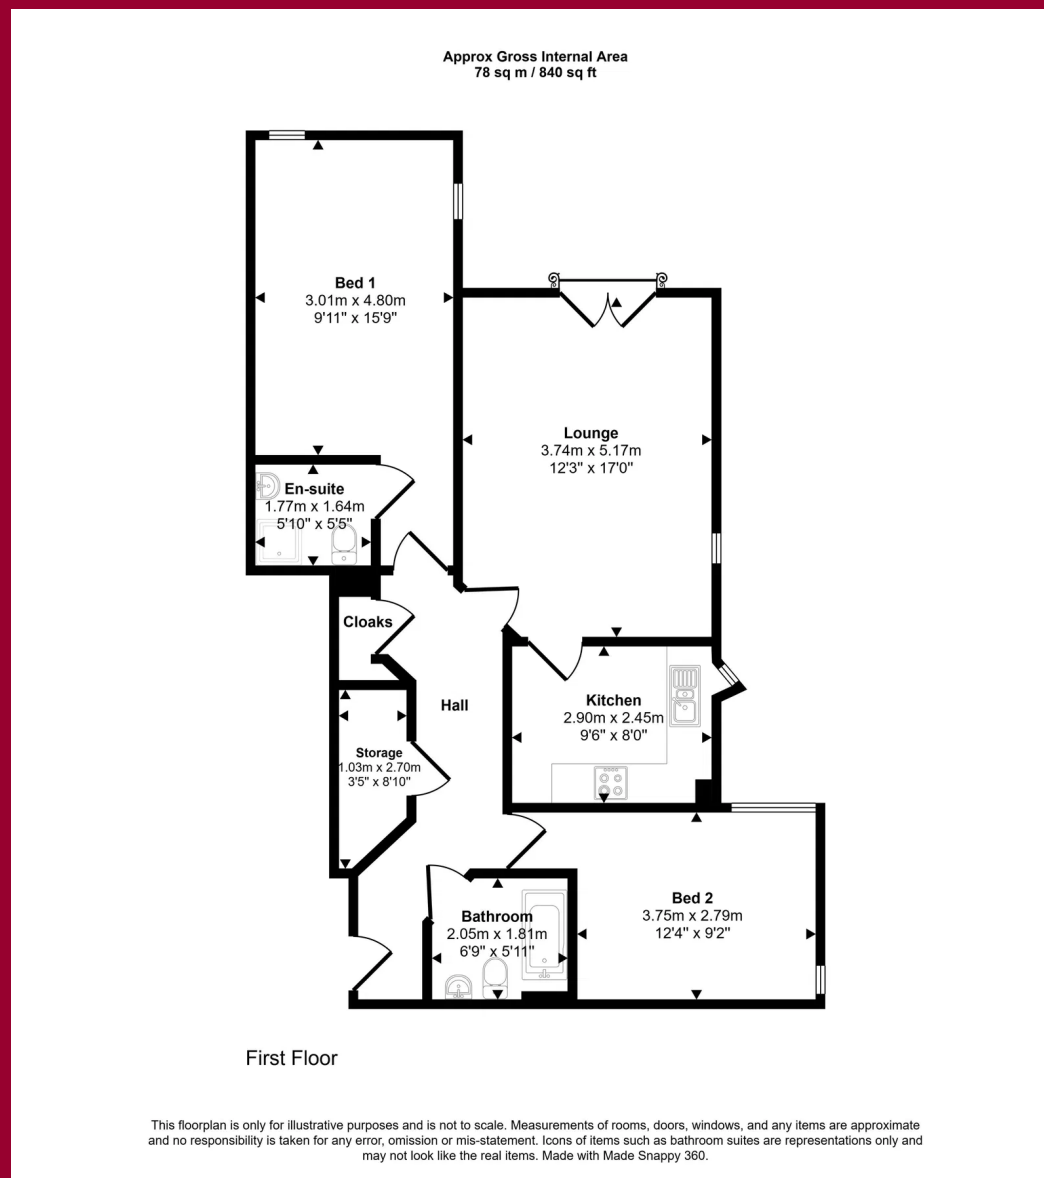 Approx Gross Internal Area
78 sq m / 840 sq ft
Bed 1
3.01m x 4.80m
9'11" x 15'9"
Lounge
3.74m x 5.17m
12'3" x 17'0"
En-suite
1.77m x 1.64m
5'10" x 5'5"
Cloaks
Hall
Kitchen
2.90m x 2.45m
9'6" x 8'0"
Storage
1.03m x 2.70m
3'5" x 8'10"
Bed 2
3.75m x 2.79m
12'4" x 9'2"
Bathroom
2.05m x 1.81m
6'9" x 5'11"
First Floor
This floorplan is only for illustrative purposes and is not to scale. Measurements of rooms, doors, windows, and any items are approximate
and no responsibility is taken for any error, omission or mis-statement. Icons of items such as bathroom suites are representations only and
may not look like the real items. Made with Made Snappy 360.